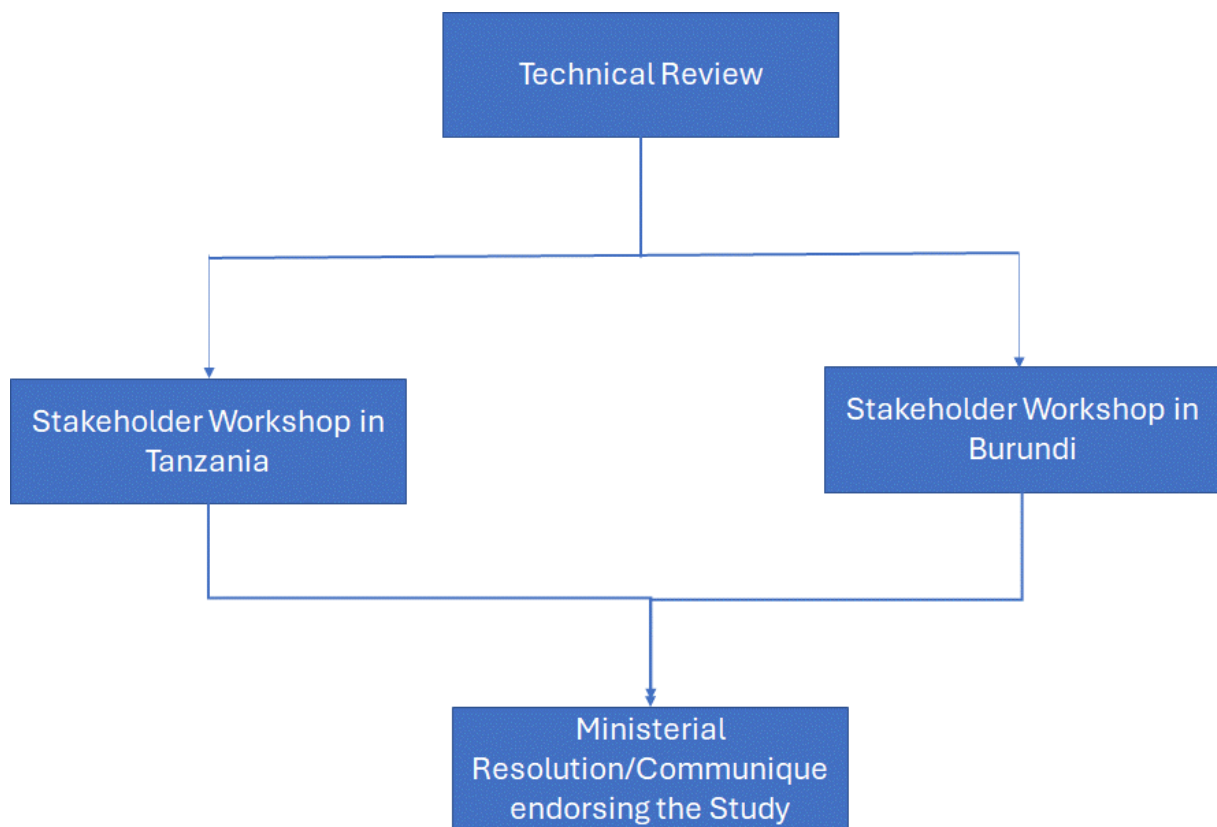 Technical Review
Stakeholder Workshop in
Tanzania
Stakeholder Workshop in
Burundi
Ministerial
Resolution/Communique
endorsing the Study